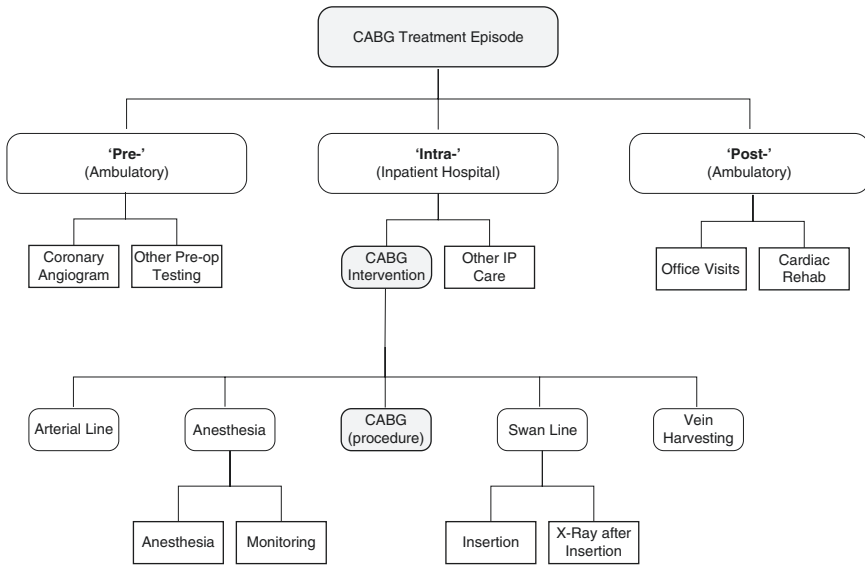 CABG Treatment Episode
‘Pre-’
(Ambulatory)
‘Intra-’
(Inpatient Hospital)
‘Post-’
(Ambulatory)
Coronary
Angiogram
Other Pre-op
Testing
CABG
Intervention
Other IP
Care
Office Visits
Cardiac
Rehab
Arterial Line
Anesthesia
CABG
(procedure)
Swan Line
Vein
Harvesting
Anesthesia
Monitoring
Insertion
X-Ray after
Insertion